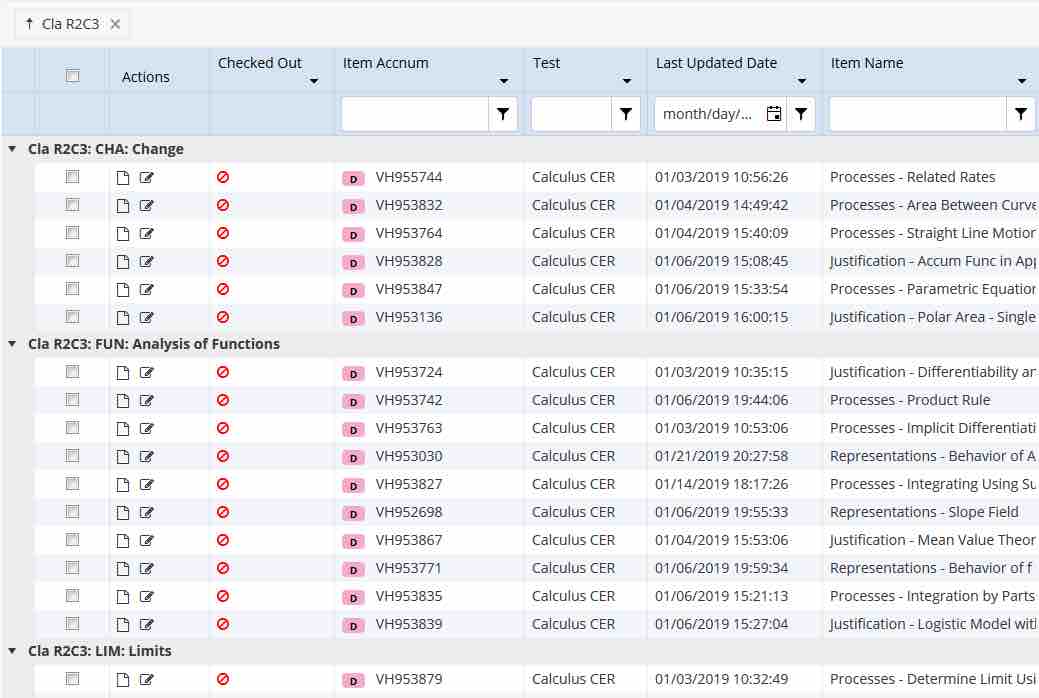 Cla R2C3
Actions Checked Out Item Accnum Test Last Updated Date Item Name
month/day/...
Cla R2C3: CHA: Change
D VH955744 Calculus CER 01/03/2019 10:56:26 Processes - Related Rates
D VH953832 Calculus CER 01/04/2019 14:49:42 Processes - Area Between Curve
D VH953764 Calculus CER 01/04/2019 15:40:09 Processes - Straight Line Motion
D VH953828 Calculus CER 01/06/2019 15:08:45 Justification - Accum Func in App
D VH953847 Calculus CER 01/06/2019 15:33:54 Processes - Parametric Equation
D VH953136 Calculus CER 01/06/2019 16:00:15 Justification - Polar Area - Single
Cla R2C3: FUN: Analysis of Functions
D VH953724 Calculus CER 01/03/2019 10:35:15 Justification - Differentiability an
D VH953742 Calculus CER 01/06/2019 19:44:06 Processes - Product Rule
D VH953763 Calculus CER 01/03/2019 10:53:06 Processes - Implicit Differentiati
D VH953030 Calculus CER 01/21/2019 20:27:58 Representations - Behavior of A
D VH953827 Calculus CER 01/14/2019 18:17:26 Processes - Integrating Using Su
D VH952698 Calculus CER 01/06/2019 19:55:33 Representations - Slope Field
D VH953867 Calculus CER 01/04/2019 15:53:06 Justification - Mean Value Theor
D VH953771 Calculus CER 01/06/2019 19:59:34 Representations - Behavior of f
D VH953835 Calculus CER 01/06/2019 15:21:13 Processes - Integration by Parts
D VH953839 Calculus CER 01/06/2019 15:27:04 Justification - Logistic Model with
Cla R2C3: LIM: Limits
D VH953879 Calculus CER 01/03/2019 10:32:49 Processes - Determine Limit Usi